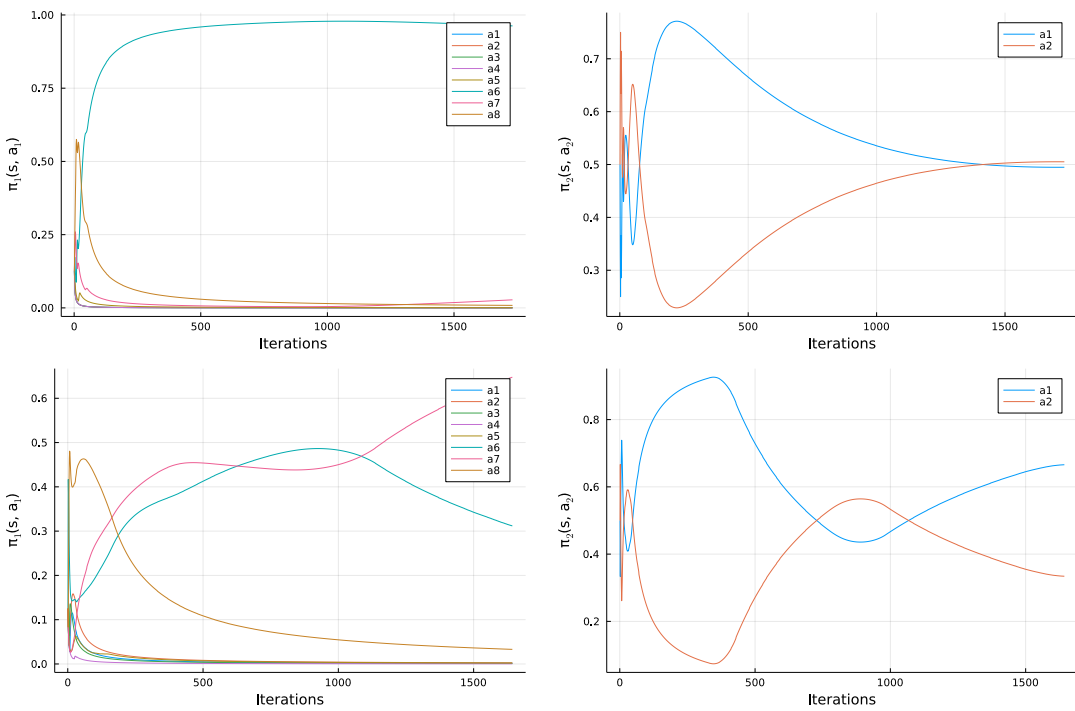 π₁(s, a₁)
1.00
0.75
0.50
0.25
0.00
0
500
1000
1500
Iterations
a1
a2
a3
a4
a5
a6
a7
a8
π₂(s, a₂)
0.7
0.6
0.5
0.4
0.3
0
500
1000
1500
Iterations
a1
a2
π₁(s, a₁)
0.6
0.5
0.4
0.3
0.2
0.1
0.0
0
500
1000
1500
Iterations
a1
a2
a3
a4
a5
a6
a7
a8
π₂(s, a₂)
0.8
0.6
0.4
0.2
0
500
1000
1500
Iterations
a1
a2